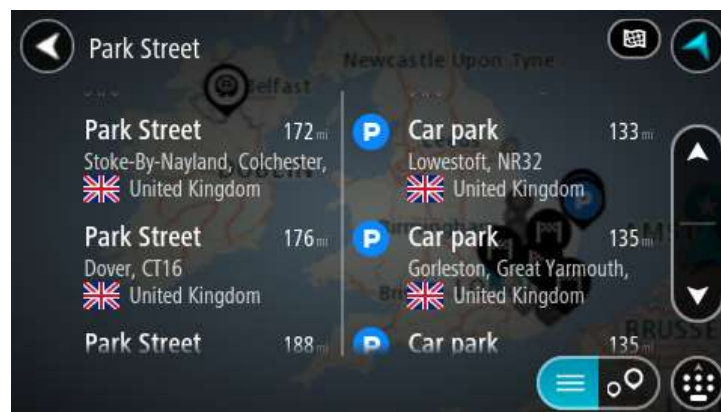 Park Street
Newcastle Upon Tyne
Belfast
Park Street 172 mi
Stoke-By-Nayland, Colchester,
United Kingdom
Park Street 176 mi
Dover, CT16
United Kingdom
Park Street 188 mi
P Car park 133 mi
Lowestoft, NR32
United Kingdom
P Car park 135 mi
Gorleston, Great Yarmouth,
United Kingdom
P Car park 135 mi
DUBLIN
P